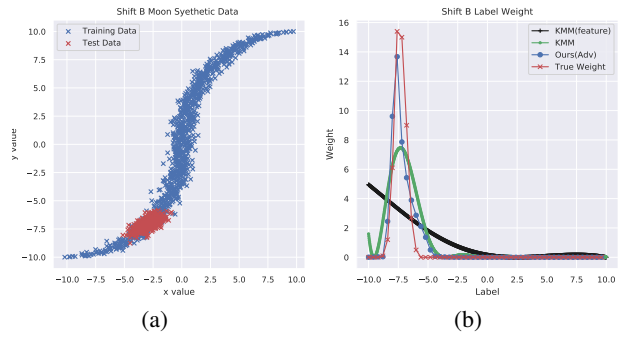 Shift B Moon Syethetic Data
Training Data
Test Data
10.0
7.5
5.0
2.5
0.0
−2.5
−5.0
−7.5
−10.0
y value
−10.0 −7.5 −5.0 −2.5 0.0 2.5 5.0 7.5 10.0
x value
(a)
Shift B Label Weight
KMM(feature)
KMM
Ours(Adv)
True Weight
16
14
12
10
8
6
4
2
0
Weight
−10.0 −7.5 −5.0 −2.5 0.0 2.5 5.0 7.5 10.0
Label
(b)